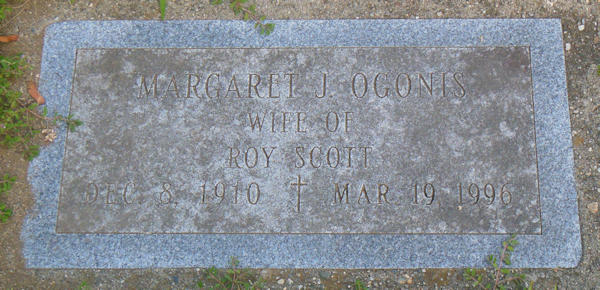 MARGARET J. OGONIS
WIFE OF
ROY SCOTT
DEC. 8, 1910 † MAR. 19, 1996